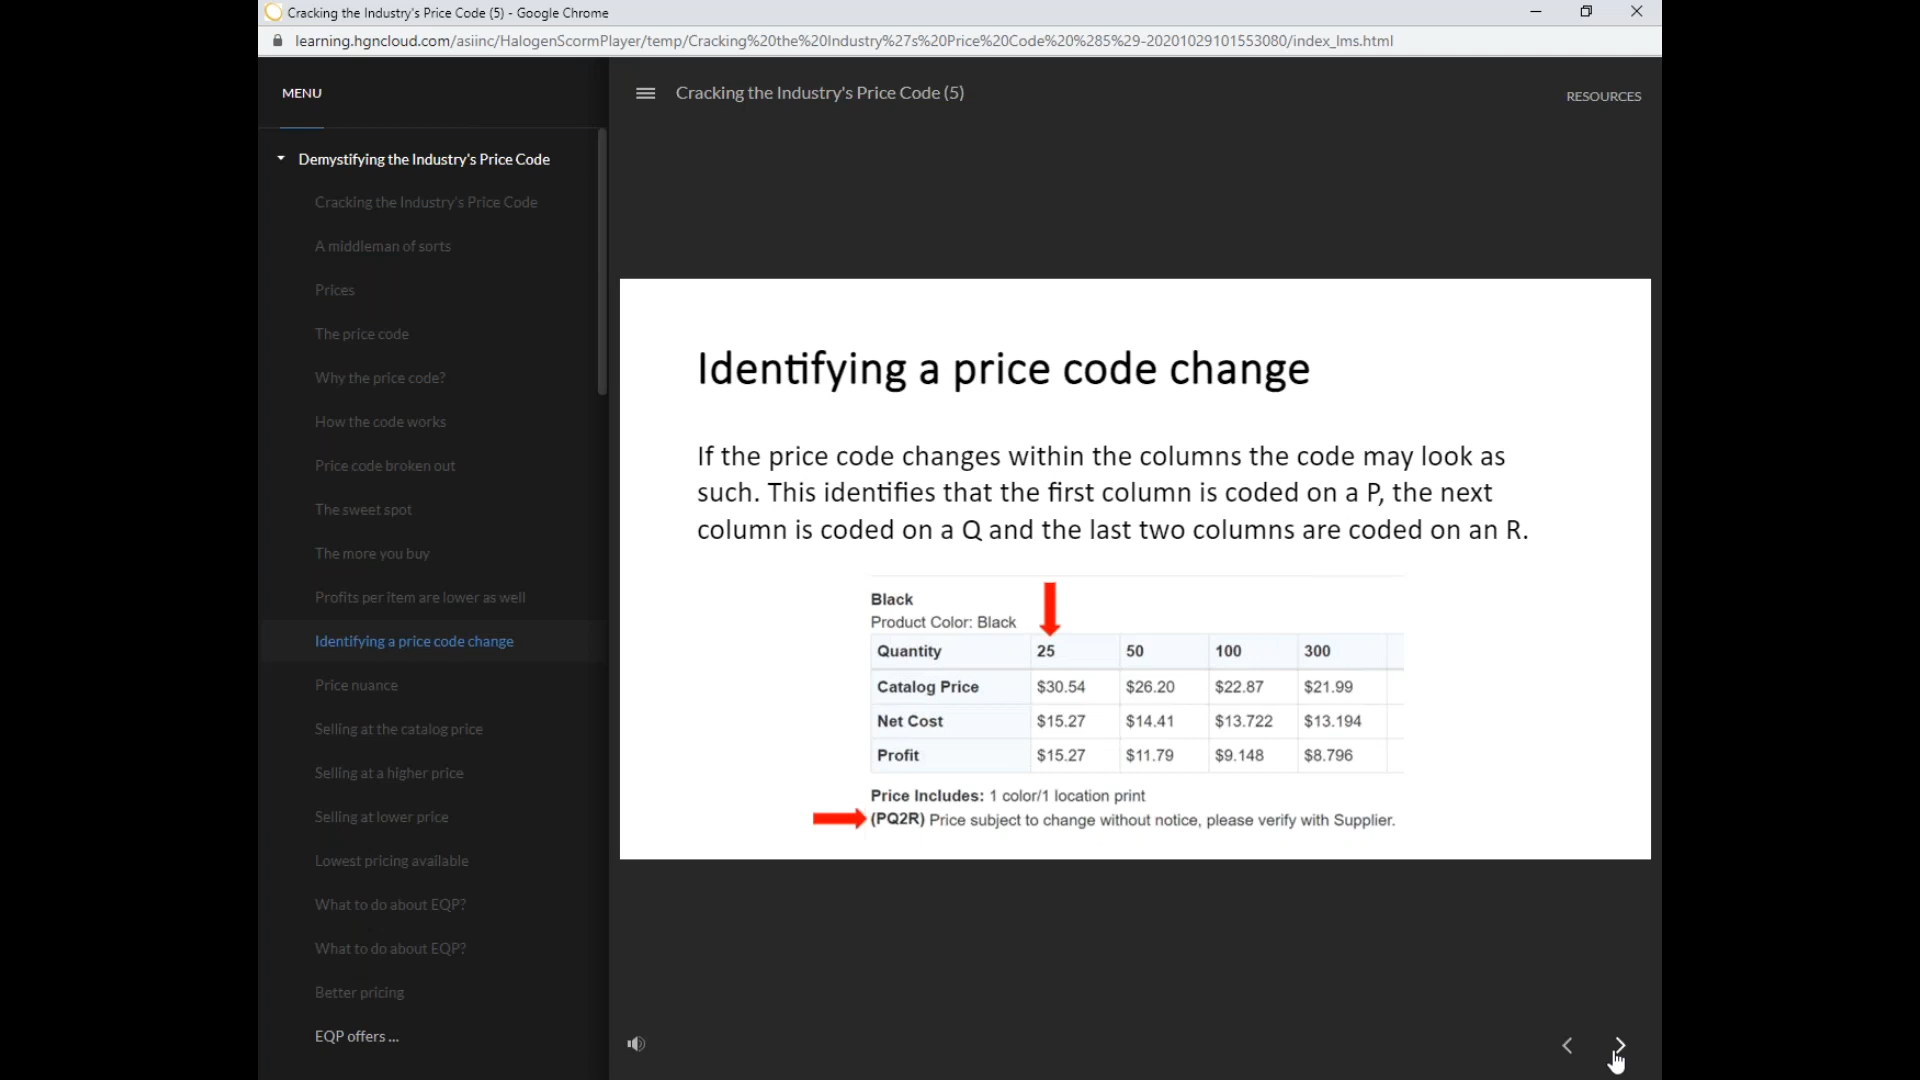 Cracking the Industry's Price Code (5) - Google Chrome
learning.hgncloud.com/asiinc/HalogenScormPlayer/temp/Cracking%20the%20Industry%27s%20Price%20Code%20%285%29-20201029101553080/index_lms.html
MENU
Cracking the Industry's Price Code (5)
RESOURCES
Demystifying the Industry's Price Code
Cracking the Industry's Price Code
A middleman of sorts
Prices
The price code
Why the price code?
How the code works
Price code broken out
The sweet spot
The more you buy
Profits per item are lower as well
Identifying a price code change
Price nuance
Selling at the catalog price
Selling at a higher price
Selling at lower price
Lowest pricing available
What to do about EQP?
What to do about EQP?
Better pricing
EQP offers ...
Identifying a price code change
If the price code changes within the columns the code may look as
such. This identifies that the first column is coded on a P, the next
column is coded on a Q and the last two columns are coded on an R.
Black
Product Color: Black
Quantity 25 50 100 300
Catalog Price $30.54 $26.20 $22.87 $21.99
Net Cost $15.27 $14.41 $13.722 $13.194
Profit $15.27 $11.79 $9.148 $8.796
Price Includes: 1 color/1 location print
(PQ2R) Price subject to change without notice, please verify with Supplier.